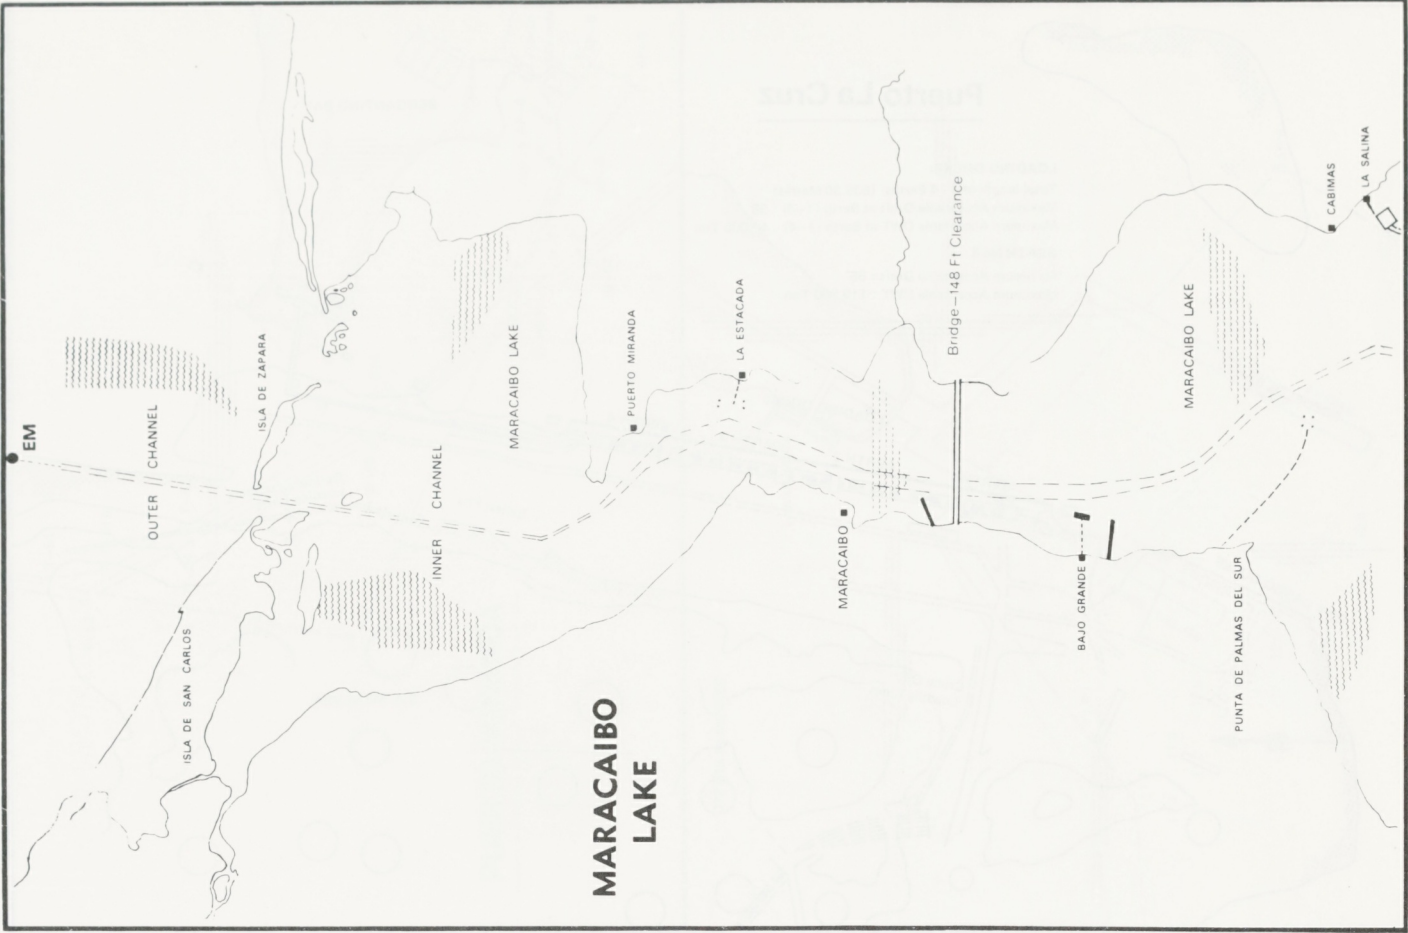 EM
OUTER CHANNEL
ISLA DE SAN CARLOS
ISLA DE ZAPARA
INNER CHANNEL
MARACAIBO LAKE
MARACAIBO
LAKE
PUERTO MIRANDA
LA ESTACADA
MARACAIBO
Bridge—148 Ft Clearance
BAJO GRANDE
MARACAIBO LAKE
PUNTA DE PALMAS DEL SUR
CABIMAS
LA SALINA
Puerto La Cruz